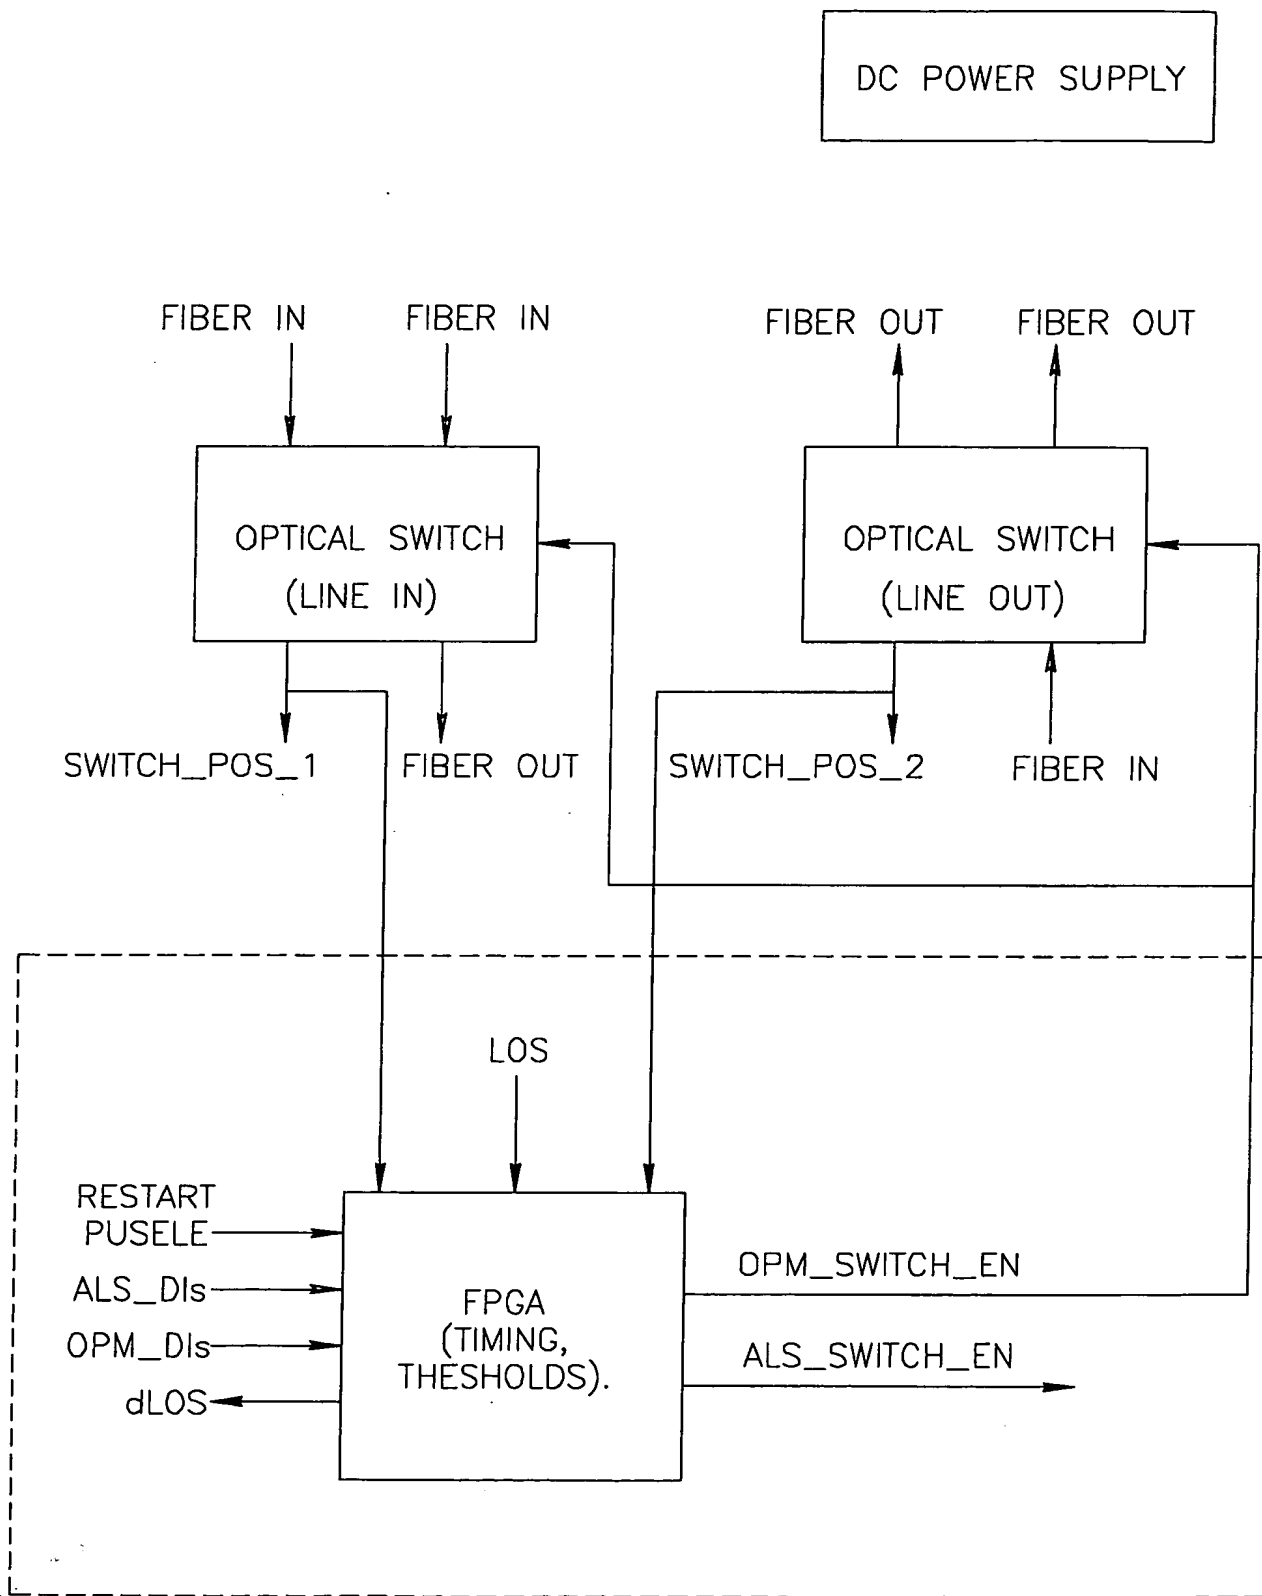 DC POWER SUPPLY
FIBER IN
FIBER IN
FIBER OUT
FIBER OUT
OPTICAL SWITCH
(LINE IN)
OPTICAL SWITCH
(LINE OUT)
SWITCH_POS_1
FIBER OUT
SWITCH_POS_2
FIBER IN
LOS
RESTART
PUSELE
ALS_DIs
OPM_DIs
dLOS
FPGA
(TIMING,
THESHOLDS).
OPM_SWITCH_EN
ALS_SWITCH_EN